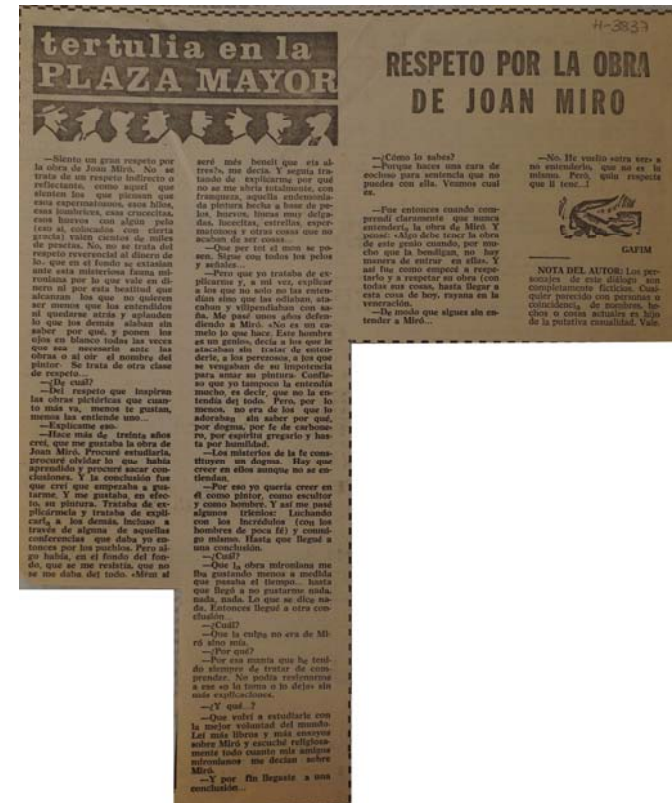 H-3837
tertulia en la
PLAZA MAYOR
RESPETO POR LA OBRA
DE JOAN MIRO
—Siento un gran respeto por
la obra de Joan Miró. No se
trata de un respeto indirecto o
reflectante, como aquel que
sienten los que piensan que
esos espermatozous, esos hilos,
esas lombrices, esas crucecitas,
esos huevos con algún pelo
(eso sí, colocados con cierta
gracia) valen cientos de miles
de pesetas. No, no se trata del
respeto reverencial al dinero de
lo, que en el fondo se extasian
ante esta misteriosa fauna mi-
roniana por lo que vale en di-
nero ni por esta beatitud que
alcanzan los que no quieren
ser menos que los entendidos
ni quedarse atrás y aplauden
lo que los demás alaban sin
saber por qué, y ponen los
ojos en blanco todas las veces
que sea necesario ante las
obras o al oir el nombre del
pintor. Se trata de otra clase
de respeto...
—¿De cuál?
—Del respeto que inspiran
las obras pictóricas que cuan-
to más va, menos te gustan,
menos las entiende uno...
—Explícame eso.
—Hace más de treinta años
creí, que me gustaba la obra de
Joan Miró. Procuré estudiarla,
procuré olvidar lo que había
aprendido y procuré sacar con-
clusiones. Y la conclusión fue
que creí que empezaba a gus-
tarme. Y me gustaba, en efec-
to, su pintura. Trataba de ex-
plicármela y trataba de expli-
carla a los demás, incluso a
través de alguna de aquellas
conferencias que daba yo en-
tonces por los pueblos. Pero al-
go había, en el fondo del fon-
do, que se me resistía, que no
se me daba del todo. «Mem si
seré més beneit que ets al-
tres?», me decía. Y seguía tra-
tando de explicarme por qué
no se me abría totalmente, con
franqueza, aquella endemonia-
da pintura hecha a base de pe-
los, huevos, líneas muy delga-
das, lucecitas, estrellas, esper-
matozous y otras cosas que no
acaban de ser cosas...
—Que per tot el mon se po-
sen. Sigue con todos los pelos
y señales...
—Pero que yo trataba de ex-
plicarme y, a mi vez, explicar
a los que no solo no las enten-
dían sino que las odiaban, ata-
caban y vilipendiaban con sa-
ña. Me pasé unos años defen-
diendo a Miró. «No es un ca-
melo lo que hace. Este hombre
es un genio», decía a los que le
atacaban sin tratar de enten-
derle, a los perezosos, a los que
se vengaban de su impotencia
para amar su pintura. Confie-
so que yo tampoco la entendía
mucho, es decir, que no la en-
tendía del todo. Pero, por lo
menos, no era de los que lo
adoraban sin saber por qué,
por dogma, por fe de carbone-
ro, por espíritu gregario y has-
ta por humildad.
—Los misterios de la fe cons-
tituyen un dogma. Hay que
creer en ellos aunque no se en-
tiendan.
—Por eso yo quería creer en
él como pintor, como escultor
y como hombre. Y así me pasé
algunos trienios: Luchando
con los incrédulos (con los
hombres de poca fé) y conmi-
go mismo. Hasta que llegué a
una conclusión.
—¿Cuál?
—Que la obra mironiana me
iba gustando menos a medida
que pasaba el tiempo... hasta
que llegó a no gustarme nada,
nada, nada. Lo que se dice na-
da. Entonces llegué a otra con-
clusión...
—¿Cuál?
—Que la culpa no era de Mi-
ró sino mía.
—¿Por qué?
—Por esa manía que he teni-
do siempre de tratar de com-
prender. No podía resignarme
a ese «o lo toma o lo deja» sin
más explicaciones.
—¿Y qué...?
—Que volví a estudiarle con
la mejor voluntad del mundo.
Leí más libros y más ensayos
sobre Miró y escuché religiosa-
mente todo cuanto mis amigos
mironianos me decían sobre
Miró.
—Y por fin llegaste a una
conclusión...
—¿Cómo lo sabes?
—Porque haces una cara de
eocioso para sentencia que no
puedes con ella. Veamos cual
es.
—Fue entonces cuando com-
prendí claramente que nunca
entendería, la obra de Miró. Y
pensé: «Algo debe tener la obra
de este genio cuando, por mu-
cho que la bendigan, no hay
manera de entrar en ella». Y
así fue como empecé a respe-
tarlo y a respetar su obra (con
todas sus cosas, hasta llegar a
esta cosa de hoy, rayana en la
veneración.
—De modo que sigues sin en-
tender a Miró...
—No. He vuelto «otra vez» a
no entenderlo, que no es lo
mismo. Pero, quin respecte
que li tenc...!
GAFIM
NOTA DEL AUTOR: Los per-
sonajes de este diálogo son
completamente ficticios. Cual-
quier parecido con personas o
coincidencia, de nombres, he-
chos o cosas actuales es hijo
de la putativa casualidad. Vale.